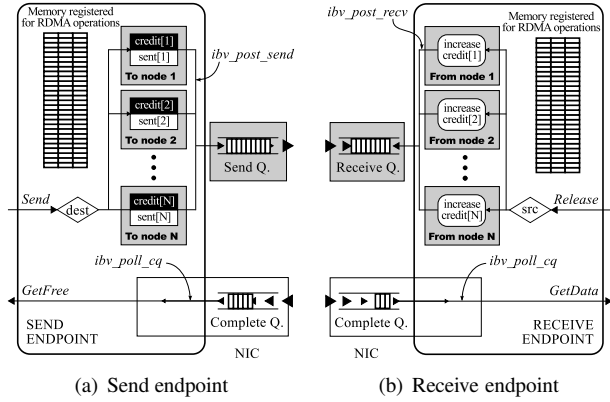 Memory registered
for RDMA operations
credit[1]
sent[1]
To node 1
ibv_post_send
credit[2]
sent[2]
To node 2
Send Q.
credit[N]
sent[N]
To node N
Send
dest
ibv_poll_cq
GetFree
Complete Q.
SEND
ENDPOINT
NIC
(a) Send endpoint
ibv_post_recv
Memory registered
for RDMA operations
increase
credit[1]
From node 1
increase
credit[2]
From node 2
Receive Q.
increase
credit[N]
From node N
src
Release
ibv_poll_cq
GetData
Complete Q.
RECEIVE
ENDPOINT
NIC
(b) Receive endpoint